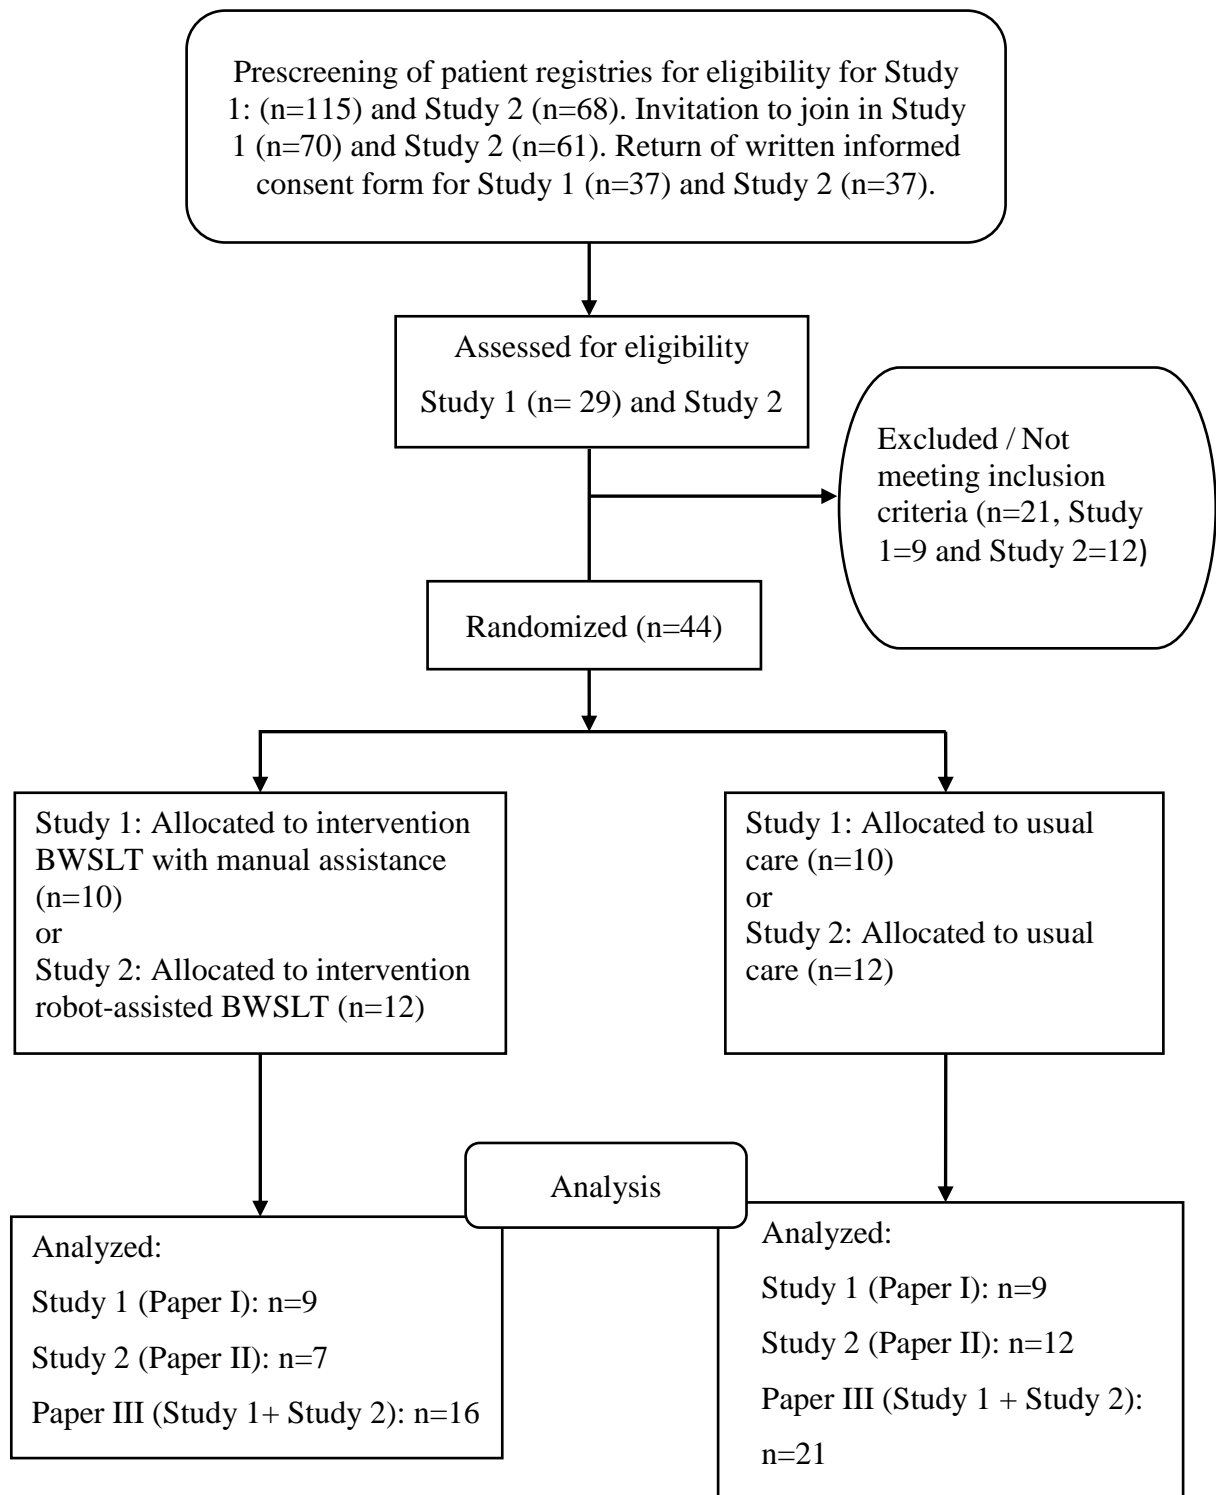 Prescreening of patient registries for eligibility for Study
1: (n=115) and Study 2 (n=68). Invitation to join in Study
1 (n=70) and Study 2 (n=61). Return of written informed
consent form for Study 1 (n=37) and Study 2 (n=37).
Assessed for eligibility
Study 1 (n= 29) and Study 2
Excluded / Not
meeting inclusion
criteria (n=21, Study
1=9 and Study 2=12)
Randomized (n=44)
Study 1: Allocated to intervention
BWSLT with manual assistance
(n=10)
or
Study 2: Allocated to intervention
robot-assisted BWSLT (n=12)
Study 1: Allocated to usual
care (n=10)
or
Study 2: Allocated to usual
care (n=12)
Analysis
Analyzed:
Study 1 (Paper I): n=9
Study 2 (Paper II): n=7
Paper III (Study 1+ Study 2): n=16
Analyzed:
Study 1 (Paper I): n=9
Study 2 (Paper II): n=12
Paper III (Study 1 + Study 2):
n=21